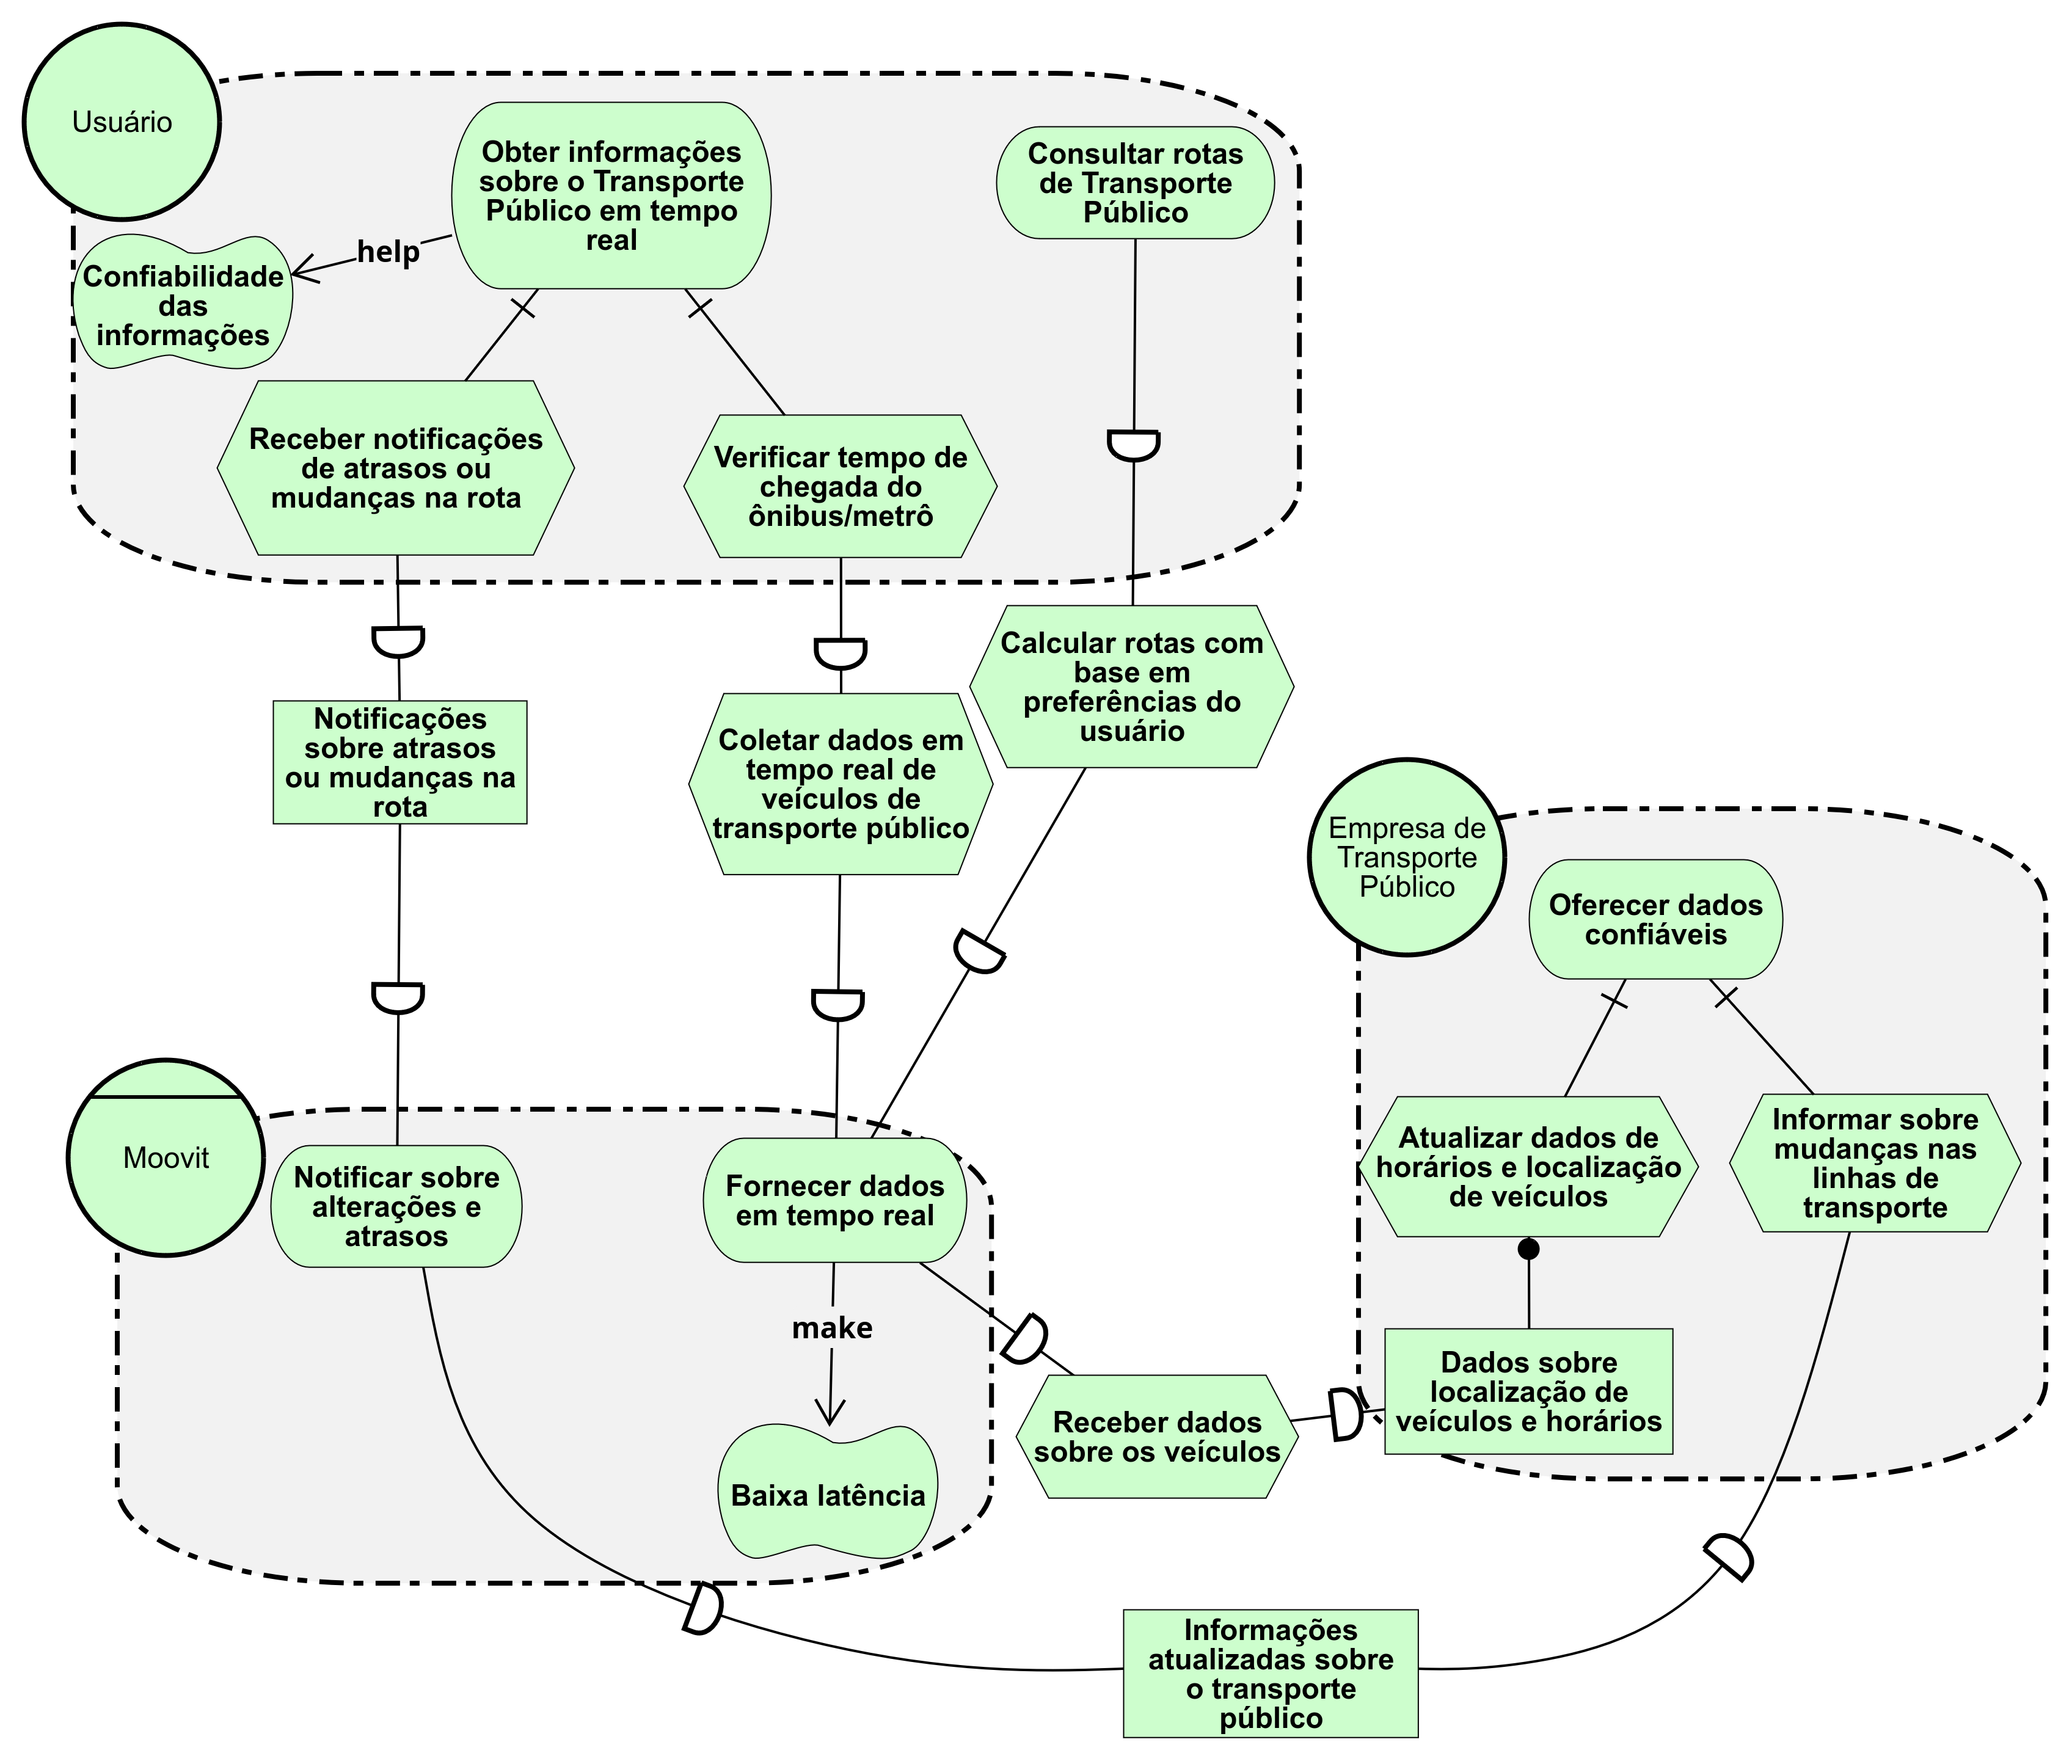 Usuário
Obter informações
sobre o Transporte
Público em tempo
real
Consultar rotas
de Transporte
Público
help
Confiabilidade
das
informações
Receber notificações
de atrasos ou
mudanças na rota
Verificar tempo de
chegada do
ônibus/metrô
Calcular rotas com
base em
preferências do
usuário
Notificações
sobre atrasos
ou mudanças na
rota
Coletar dados em
tempo real de
veículos de
transporte público
Empresa de
Transporte
Público
Oferecer dados
confiáveis
Moovit
Notificar sobre
alterações e
atrasos
Fornecer dados
em tempo real
Atualizar dados de
horários e localização
de veículos
Informar sobre
mudanças nas
linhas de
transporte
make
Dados sobre
localização de
veículos e horários
Receber dados
sobre os veículos
Baixa latência
Informações
atualizadas sobre
o transporte
público